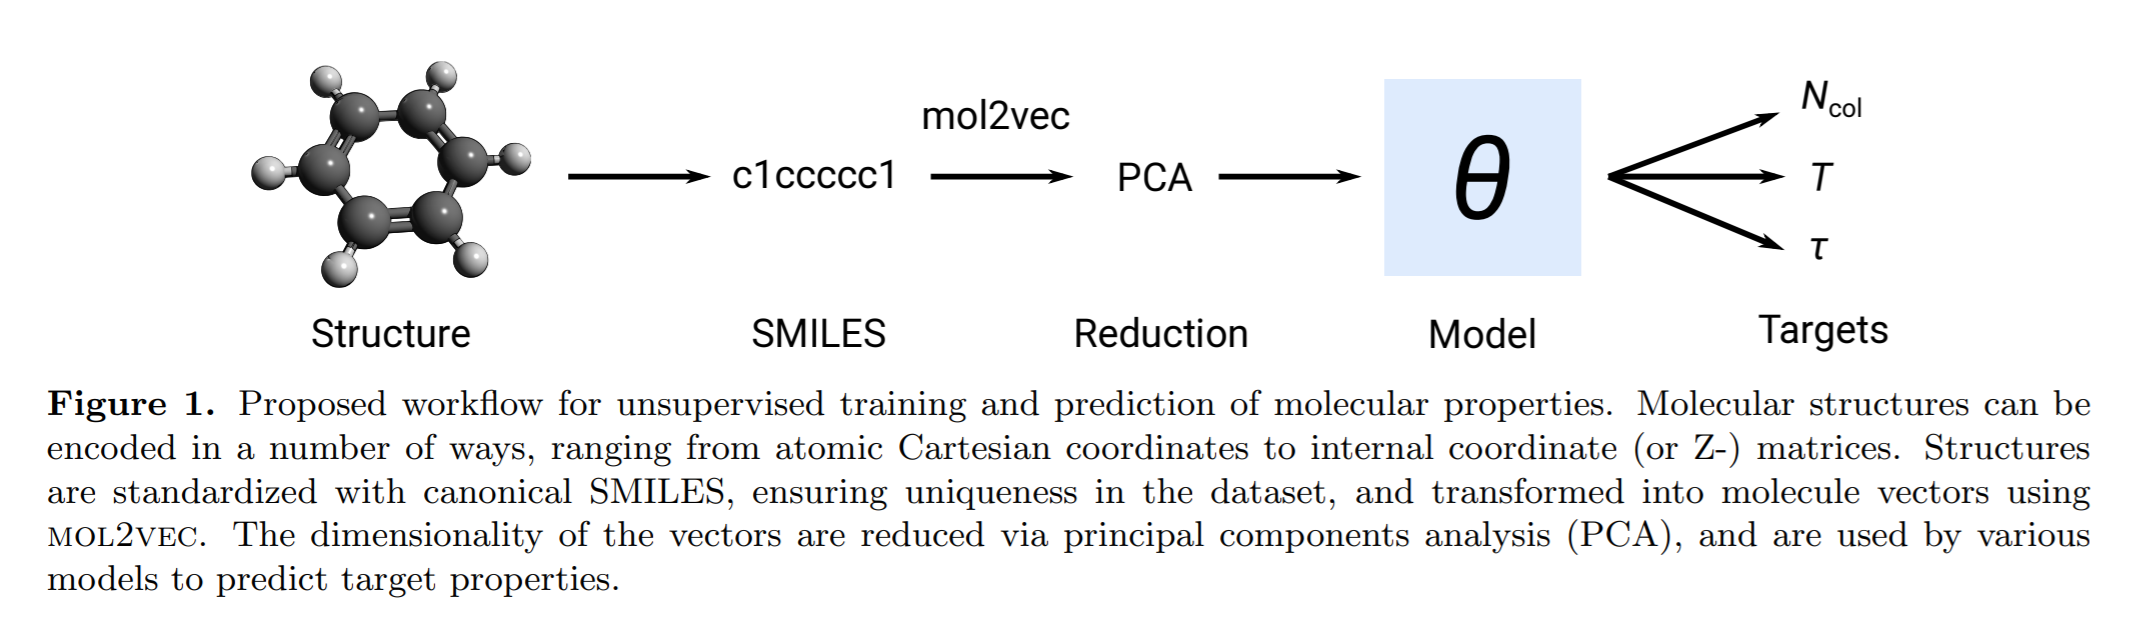 mol2vec
c1ccccc1
PCA
θ
N_col
T
τ
Structure
SMILES
Reduction
Model
Targets
Figure 1. Proposed workflow for unsupervised training and prediction of molecular properties. Molecular structures can be
encoded in a number of ways, ranging from atomic Cartesian coordinates to internal coordinate (or Z-) matrices. Structures
are standardized with canonical SMILES, ensuring uniqueness in the dataset, and transformed into molecule vectors using
MOL2VEC. The dimensionality of the vectors are reduced via principal components analysis (PCA), and are used by various
models to predict target properties.